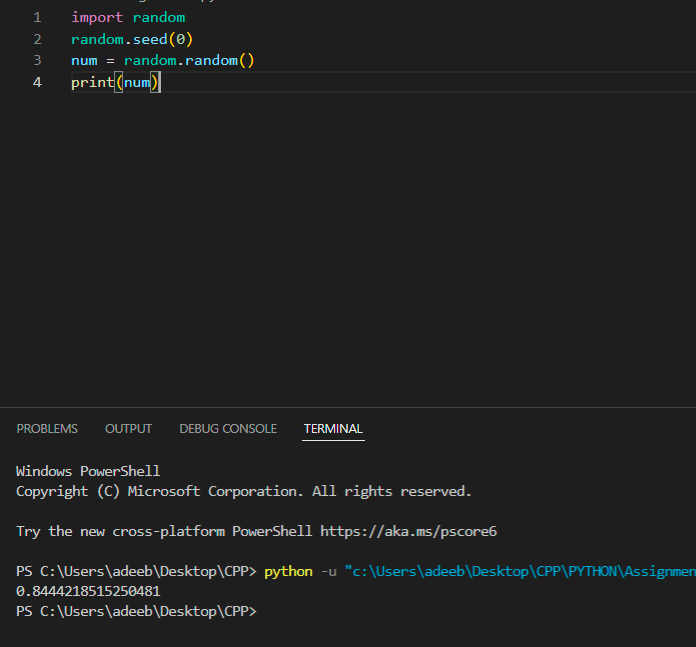 1 import random
2 random.seed(0)
3 num = random.random()
4 print(num)
PROBLEMS OUTPUT DEBUG CONSOLE TERMINAL
Windows PowerShell
Copyright (C) Microsoft Corporation. All rights reserved.
Try the new cross-platform PowerShell https://aka.ms/pscore6
PS C:\Users\adeeb\Desktop\CPP> python -u "c:\Users\adeeb\Desktop\CPP\PYTHON\Assignmen
0.8444218515250481
PS C:\Users\adeeb\Desktop\CPP>